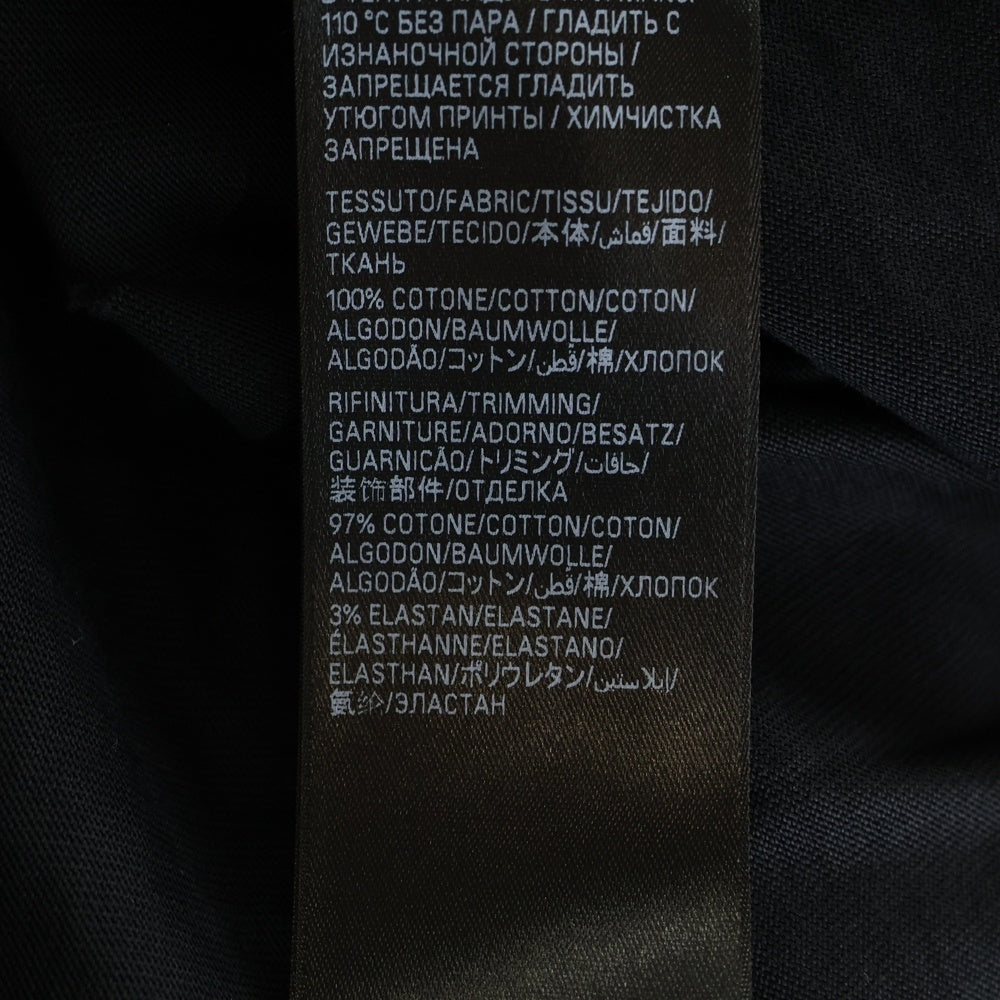 110 °C БЕЗ ПАРА / ГЛАДИТЬ С
ИЗНАНОЧНОЙ СТОРОНЫ /
ЗАПРЕЩАЕТСЯ ГЛАДИТЬ
УТЮГОМ ПРИНТЫ / ХИМЧИСТКА
ЗАПРЕЩЕНА
TESSUTO/FABRIC/TISSU/TEJIDO/
GEWEBE/TECIDO/本体/قماش/面料/
ТКАНЬ
100% COTONE/COTTON/COTON/
ALGODON/BAUMWOLLE/
ALGODÃO/コットン/قطن/棉/ХЛОПОК
RIFINITURA/TRIMMING/
GARNITURE/ADORNO/BESATZ/
GUARNICÃO/トリミング/حافات/
装饰部件/ОТДЕЛКА
97% COTONE/COTTON/COTON/
ALGODON/BAUMWOLLE/
ALGODÃO/コットン/قطن/棉/ХЛОПОК
3% ELASTAN/ELASTANE/
ÉLASTHANNE/ELASTANO/
ELASTHAN/ポリウレタン/إيلاستين/
氨纶/ЭЛАСТАН